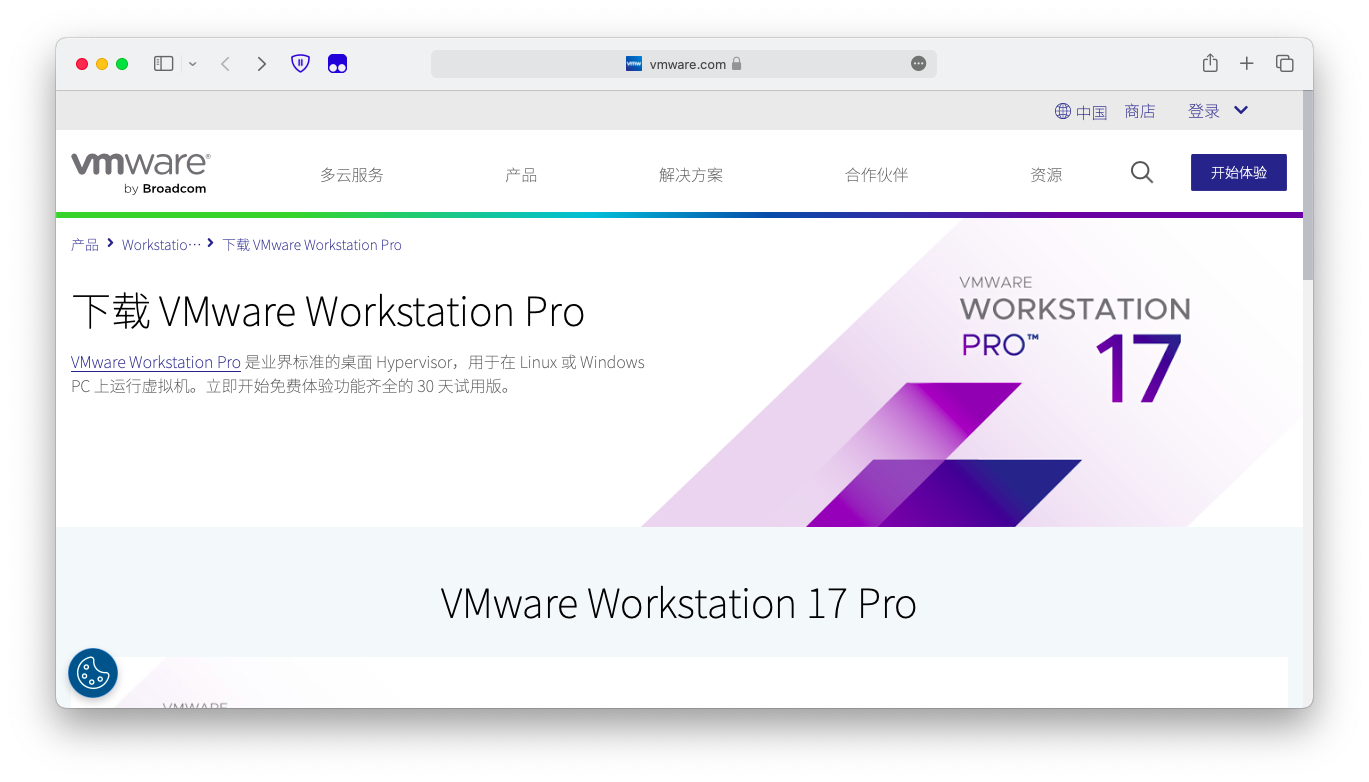 vmw vmware.com
中国 商店 登录
vmware®
by Broadcom
多云服务 产品 解决方案 合作伙伴 资源 开始体验
产品 Workstatio··· 下载 VMware Workstation Pro
下载 VMware Workstation Pro
VMware Workstation Pro 是业界标准的桌面 Hypervisor，用于在 Linux 或 Windows
PC 上运行虚拟机。立即开始免费体验功能齐全的 30 天试用版。
VMWARE
WORKSTATION
PRO™ 17
VMware Workstation 17 Pro
VMWARE